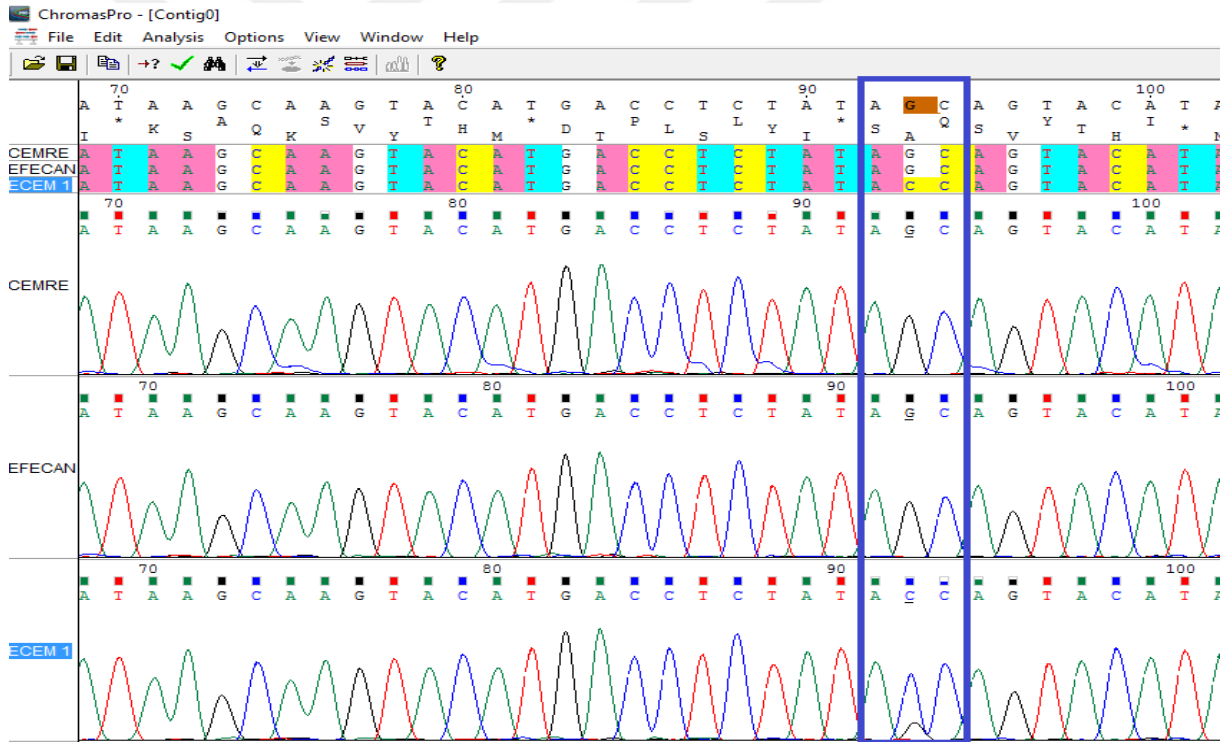 ChromasPro - [Contig0]
File Edit Analysis Options View Window Help
70 80 90 100
A T A A G C A A G T A C A T G A C C T C T A T A G C A G T A C A T A
* A S T * P L * Q Y I
K Q V H D L Y S S T *
I S K Y M T S I A V H
CEMRE A T A A G C A A G T A C A T G A C C T C T A T A G C A G T A C A T A
EFECAN A T A A G C A A G T A C A T G A C C T C T A T A G C A G T A C A T A
ECEM 1 A T A A G C A A G T A C A T G A C C T C T A T A C C A G T A C A T A
70 80 90 100
A T A A G C A A G T A C A T G A C C T C T A T A G C A G T A C A T A
CEMRE
70 80 90 100
A T A A G C A A G T A C A T G A C C T C T A T A G C A G T A C A T A
EFECAN
70 80 90 100
A T A A G C A A G T A C A T G A C C T C T A T A C C A G T A C A T A
ECEM 1